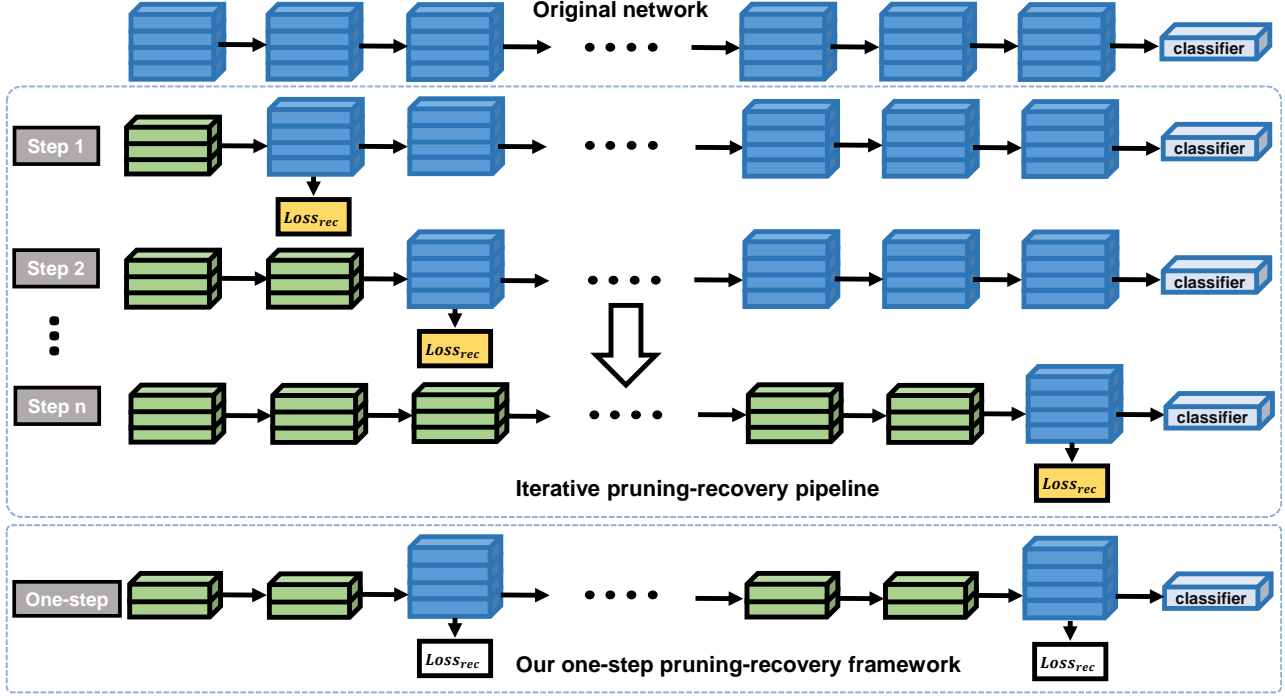 Original network
classifier
Step 1
classifier
Loss_rec
Step 2
classifier
Loss_rec
Step n
classifier
Loss_rec
Iterative pruning-recovery pipeline
One-step
classifier
Loss_rec
Loss_rec
Our one-step pruning-recovery framework